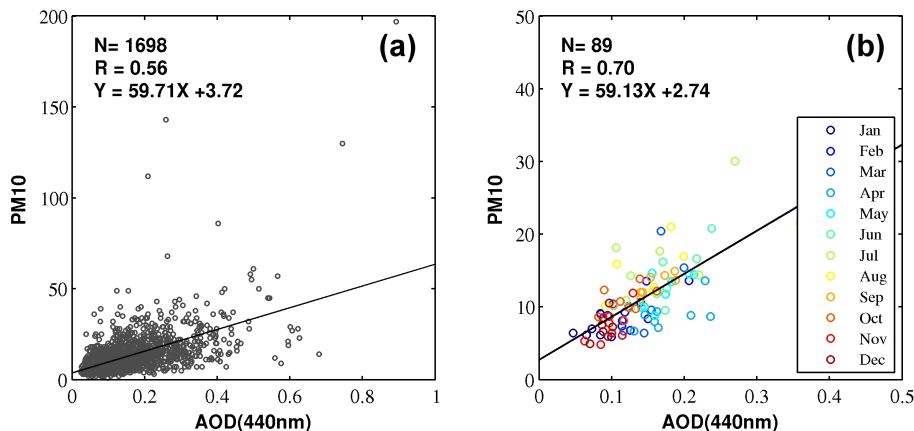 (a)
N= 1698
R = 0.56
Y = 59.71X +3.72
PM10
200
150
100
50
0
0 0.2 0.4 0.6 0.8 1
AOD(440nm)
(b)
N= 89
R = 0.70
Y = 59.13X +2.74
PM10
50
40
30
20
10
0
0 0.1 0.2 0.3 0.4 0.5
AOD(440nm)
Jan
Feb
Mar
Apr
May
Jun
Jul
Aug
Sep
Oct
Nov
Dec